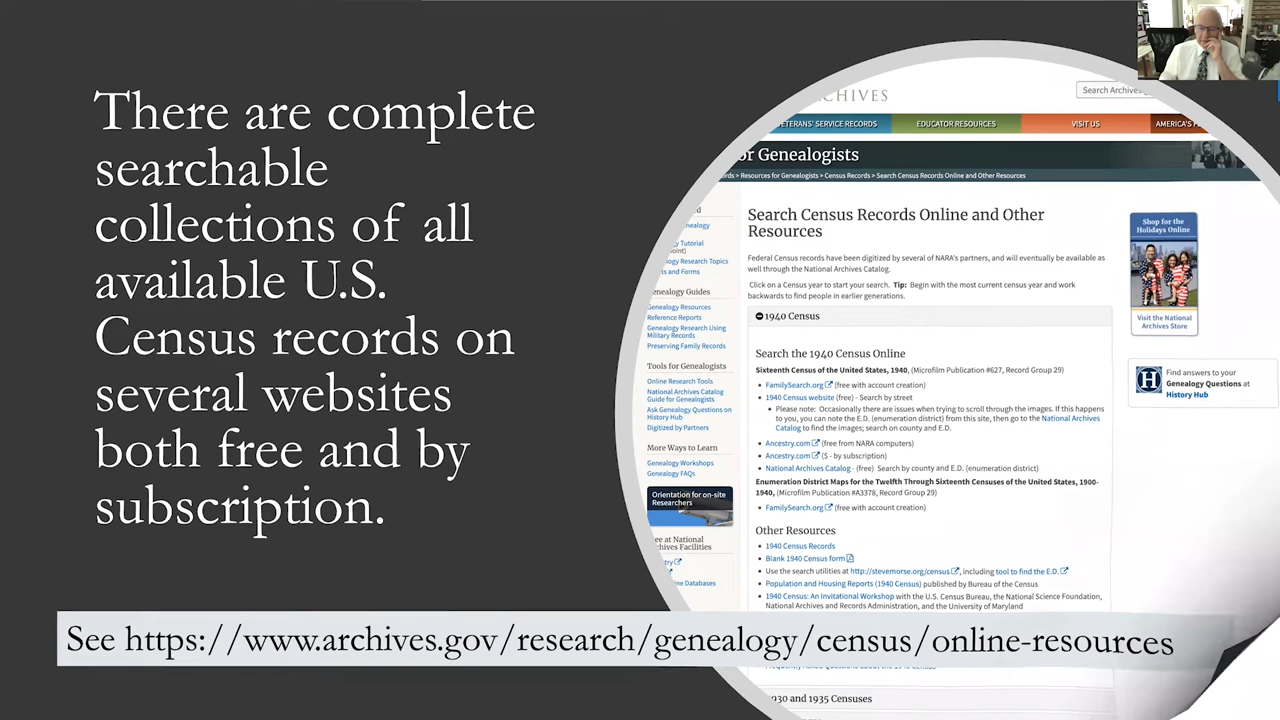 There are complete
searchable
collections of all
available U.S.
Census records on
several websites
both free and by
subscription.
See https://www.archives.gov/research/genealogy/census/online-resources
CHIVES
Search Archives
VETERANS' SERVICE RECORDS
EDUCATOR RESOURCES
VISIT US
AMERICA'S
or Genealogists
> Resources for Genealogists > Census Records > Search Census Records Online and Other Resources
Genealogy Guides
Genealogy Resources
Reference Reports
Genealogy Research Using
Military Records
Preserving Family Records
Tools for Genealogists
Online Research Tools
National Archives Catalog
Guide for Genealogists
Ask Genealogy Questions on
History Hub
Digitized by Partners
More Ways to Learn
Genealogy Workshops
Genealogy FAQs
Orientation for on-site
Researchers
at National
Archives Facilities
Databases
Search Census Records Online and Other
Resources
Federal Census records have been digitized by several of NARA's partners, and will eventually be available as
well through the National Archives Catalog.
Click on a Census year to start your search. Tip: Begin with the most current census year and work
backwards to find people in earlier generations.
1940 Census
Search the 1940 Census Online
Sixteenth Census of the United States, 1940, (Microfilm Publication #627, Record Group 29)
• FamilySearch.org (free with account creation)
• 1940 Census website (free) - Search by street
• Please note: Occasionally there are issues when trying to scroll through the images. If this happens
to you, you can note the E.D. (enumeration district) from this site, then go to the National Archives
Catalog to find the images; search on county and E.D.
• Ancestry.com (free from NARA computers)
• Ancestry.com ($ - by subscription)
• National Archives Catalog - (free) Search by county and E.D. (enumeration district)
Enumeration District Maps for the Twelfth Through Sixteenth Censuses of the United States, 1900-
1940, (Microfilm Publication #A3378, Record Group 29)
• FamilySearch.org (free with account creation)
Other Resources
• 1940 Census Records
• Blank 1940 Census form
• Use the search utilities at http://stevemorse.org/census, including tool to find the E.D.
• Population and Housing Reports (1940 Census) published by Bureau of the Census
• 1940 Census: An Invitational Workshop with the U.S. Census Bureau, the National Science Foundation,
National Archives and Records Administration, and the University of Maryland
930 and 1935 Censuses
Shop for the
Holidays Online
Visit the National
Archives Store
Find answers to your
Genealogy Questions at
History Hub